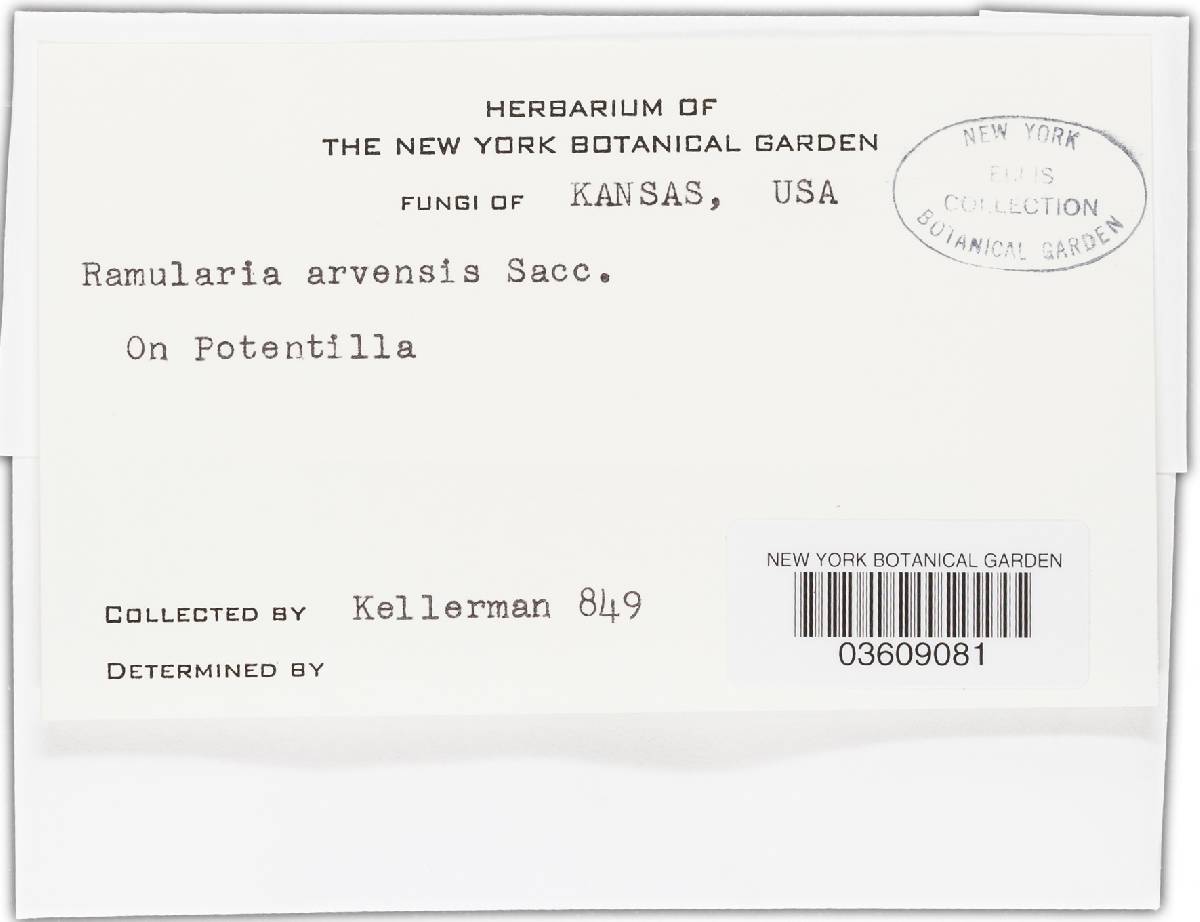 HERBARIUM OF
THE NEW YORK BOTANICAL GARDEN
FUNGI OF KANSAS, USA
NEW YORK
ELLIS
COLLECTION
BOTANICAL GARDEN
Ramularia arvensis Sacc.
On Potentilla
NEW YORK BOTANICAL GARDEN
03609081
COLLECTED BY Kellerman 849
DETERMINED BY